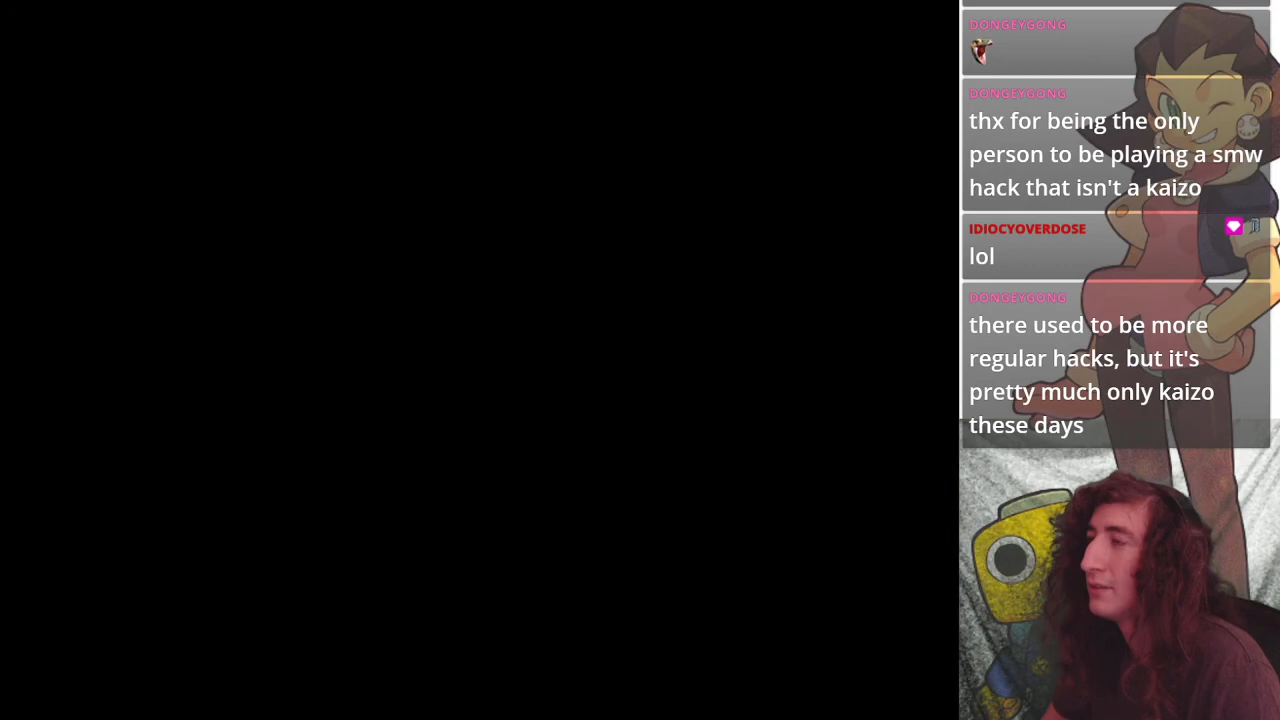 DONGEYGONG
DONGEYGONG
thx for being the only
person to be playing a smw
hack that isn't a kaizo
IDIOCYOVERDOSE
lol
DONGEYGONG
there used to be more
regular hacks, but it's
pretty much only kaizo
these days